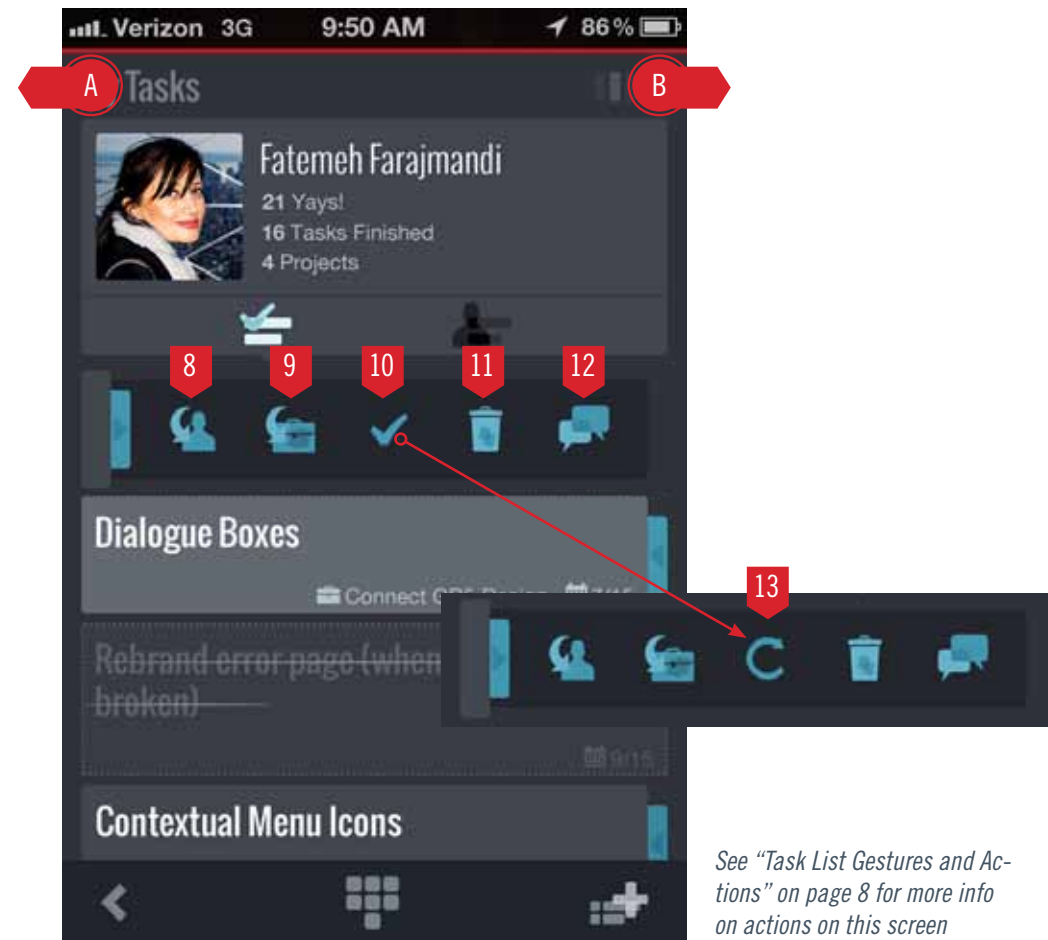 Verizon 3G 9:50 AM 86%
A Tasks B
Fatemeh Farajmandi
21 Yays!
16 Tasks Finished
4 Projects
8 9 10 11 12
Dialogue Boxes
Connect
13
Rebrand error page (when
broken)
9/15
Contextual Menu Icons
See “Task List Gestures and Ac-
tions” on page 8 for more info
on actions on this screen